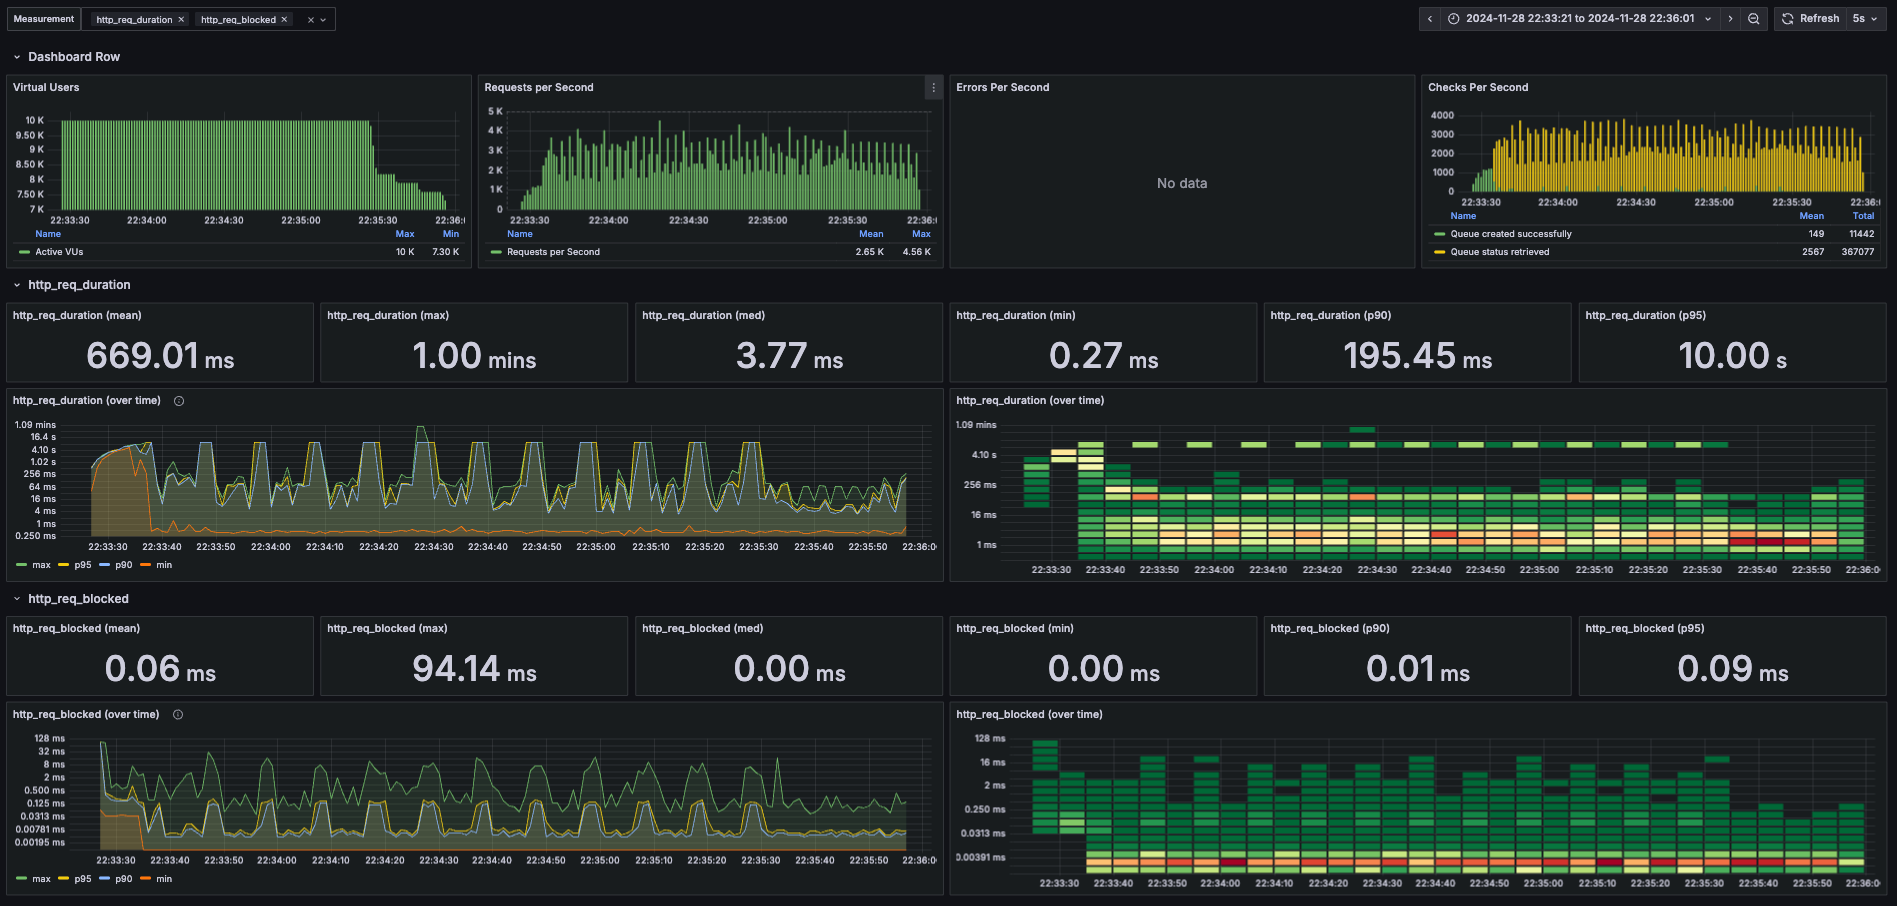 Measurement http_req_duration × http_req_blocked × ×
2024-11-28 22:33:21 to 2024-11-28 22:36:01 Refresh 5s
Dashboard Row
Virtual Users
10 K
9.50 K
9 K
8.50 K
8 K
7.50 K
7 K
22:33:30 22:34:00 22:34:30 22:35:00 22:35:30 22:36:
Name Max Min
Active VUs 10 K 7.30 K
Requests per Second
5 K
4 K
3 K
2 K
1 K
0
22:33:30 22:34:00 22:34:30 22:35:00 22:35:30 22:36:
Name Mean Max
Requests per Second 2.65 K 4.56 K
Errors Per Second
No data
Checks Per Second
4000
3000
2000
1000
0
22:33:30 22:34:00 22:34:30 22:35:00 22:35:30 22:36:
Name Mean Total
Queue created successfully 149 11442
Queue status retrieved 2567 367077
http_req_duration
http_req_duration (mean)
669.01 ms
http_req_duration (max)
1.00 mins
http_req_duration (med)
3.77 ms
http_req_duration (min)
0.27 ms
http_req_duration (p90)
195.45 ms
http_req_duration (p95)
10.00 s
http_req_duration (over time)
1.09 mins
16.4 s
4.10 s
1.02 s
256 ms
64 ms
16 ms
4 ms
1 ms
0.250 ms
22:33:30 22:33:40 22:33:50 22:34:00 22:34:10 22:34:20 22:34:30 22:34:40 22:34:50 22:35:00 22:35:10 22:35:20 22:35:30 22:35:40 22:35:50 22:36:0
max p95 p90 min
http_req_duration (over time)
1.09 mins
4.10 s
256 ms
16 ms
1 ms
22:33:30 22:33:40 22:33:50 22:34:00 22:34:10 22:34:20 22:34:30 22:34:40 22:34:50 22:35:00 22:35:10 22:35:20 22:35:30 22:35:40 22:35:50 22:36:0
http_req_blocked
http_req_blocked (mean)
0.06 ms
http_req_blocked (max)
94.14 ms
http_req_blocked (med)
0.00 ms
http_req_blocked (min)
0.00 ms
http_req_blocked (p90)
0.01 ms
http_req_blocked (p95)
0.09 ms
http_req_blocked (over time)
128 ms
32 ms
8 ms
2 ms
0.500 ms
0.125 ms
0.0313 ms
0.00781 ms
0.00195 ms
22:33:30 22:33:40 22:33:50 22:34:00 22:34:10 22:34:20 22:34:30 22:34:40 22:34:50 22:35:00 22:35:10 22:35:20 22:35:30 22:35:40 22:35:50 22:36:0
max p95 p90 min
http_req_blocked (over time)
128 ms
16 ms
2 ms
0.250 ms
0.0313 ms
0.00391 ms
22:33:30 22:33:40 22:33:50 22:34:00 22:34:10 22:34:20 22:34:30 22:34:40 22:34:50 22:35:00 22:35:10 22:35:20 22:35:30 22:35:40 22:35:50 22:36:0